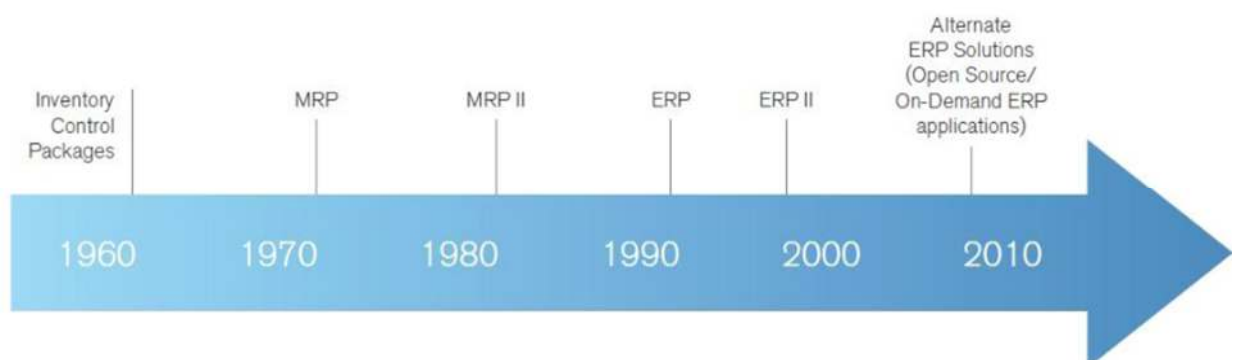 Inventory
Control
Packages
MRP
MRP II
ERP
ERP II
Alternate
ERP Solutions
(Open Source/
On-Demand ERP
applications)
1960
1970
1980
1990
2000
2010